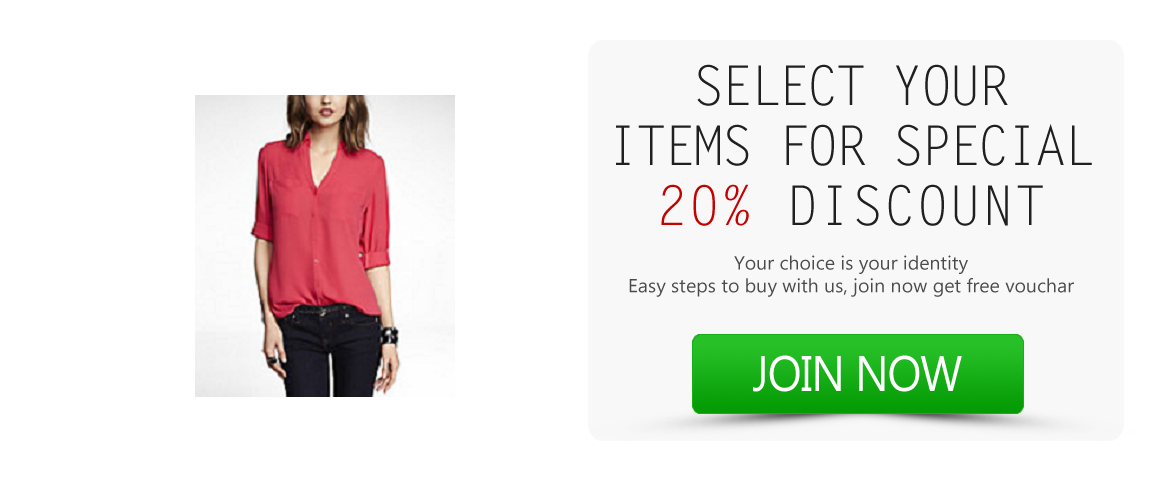 SELECT YOUR
ITEMS FOR SPECIAL
20% DISCOUNT
Your choice is your identity
Easy steps to buy with us, join now get free vouchar
JOIN NOW